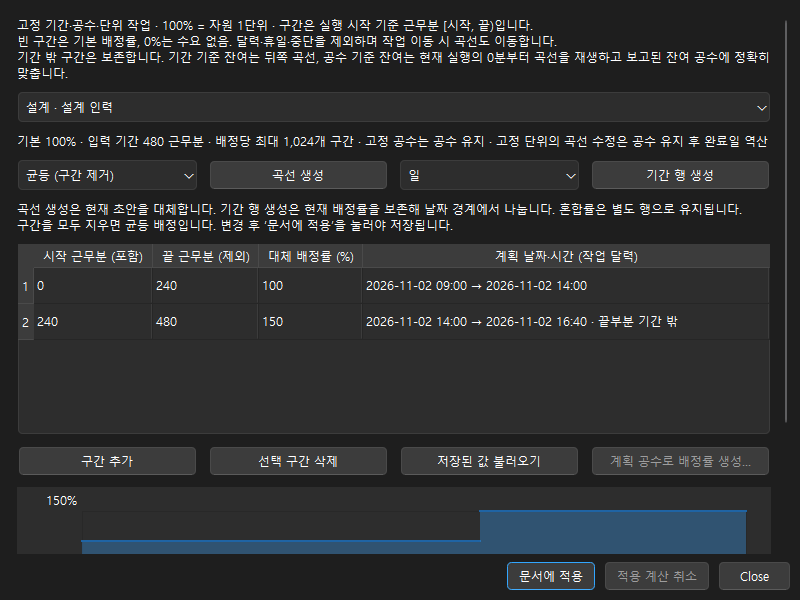 고정 기간·공수·단위 작업 · 100% = 자원 1단위 · 구간은 실행 시작 기준 근무분 [시작, 끝)입니다.
빈 구간은 기본 배정률, 0%는 수요 없음. 달력·휴일·중단을 제외하며 작업 이동 시 곡선도 이동합니다.
기간 밖 구간은 보존합니다. 기간 기준 잔여는 뒤쪽 곡선, 공수 기준 잔여는 현재 실행의 0분부터 곡선을 재생하고 보고된 잔여 공수에 정확히
맞춥니다.
설계 · 설계 인력
기본 100% · 입력 기간 480 근무분 · 배정당 최대 1,024개 구간 · 고정 공수는 공수 유지 · 고정 단위의 곡선 수정은 공수 유지 후 완료일 역산
균등 (구간 제거) 곡선 생성 일 기간 행 생성
곡선 생성은 현재 초안을 대체합니다. 기간 행 생성은 현재 배정률을 보존해 날짜 경계에서 나눕니다. 혼합률은 별도 행으로 유지됩니다.
구간을 모두 지우면 균등 배정입니다. 변경 후 '문서에 적용'을 눌러야 저장됩니다.
시작 근무분 (포함) 끝 근무분 (제외) 대체 배정률 (%) 계획 날짜·시간 (작업 달력)
1 0 240 100 2026-11-02 09:00 → 2026-11-02 14:00
2 240 480 150 2026-11-02 14:00 → 2026-11-02 16:40 · 끝부분 기간 밖
구간 추가 선택 구간 삭제 저장된 값 불러오기 계획 공수로 배정률 생성...
150%
문서에 적용 적용 계산 취소 Close